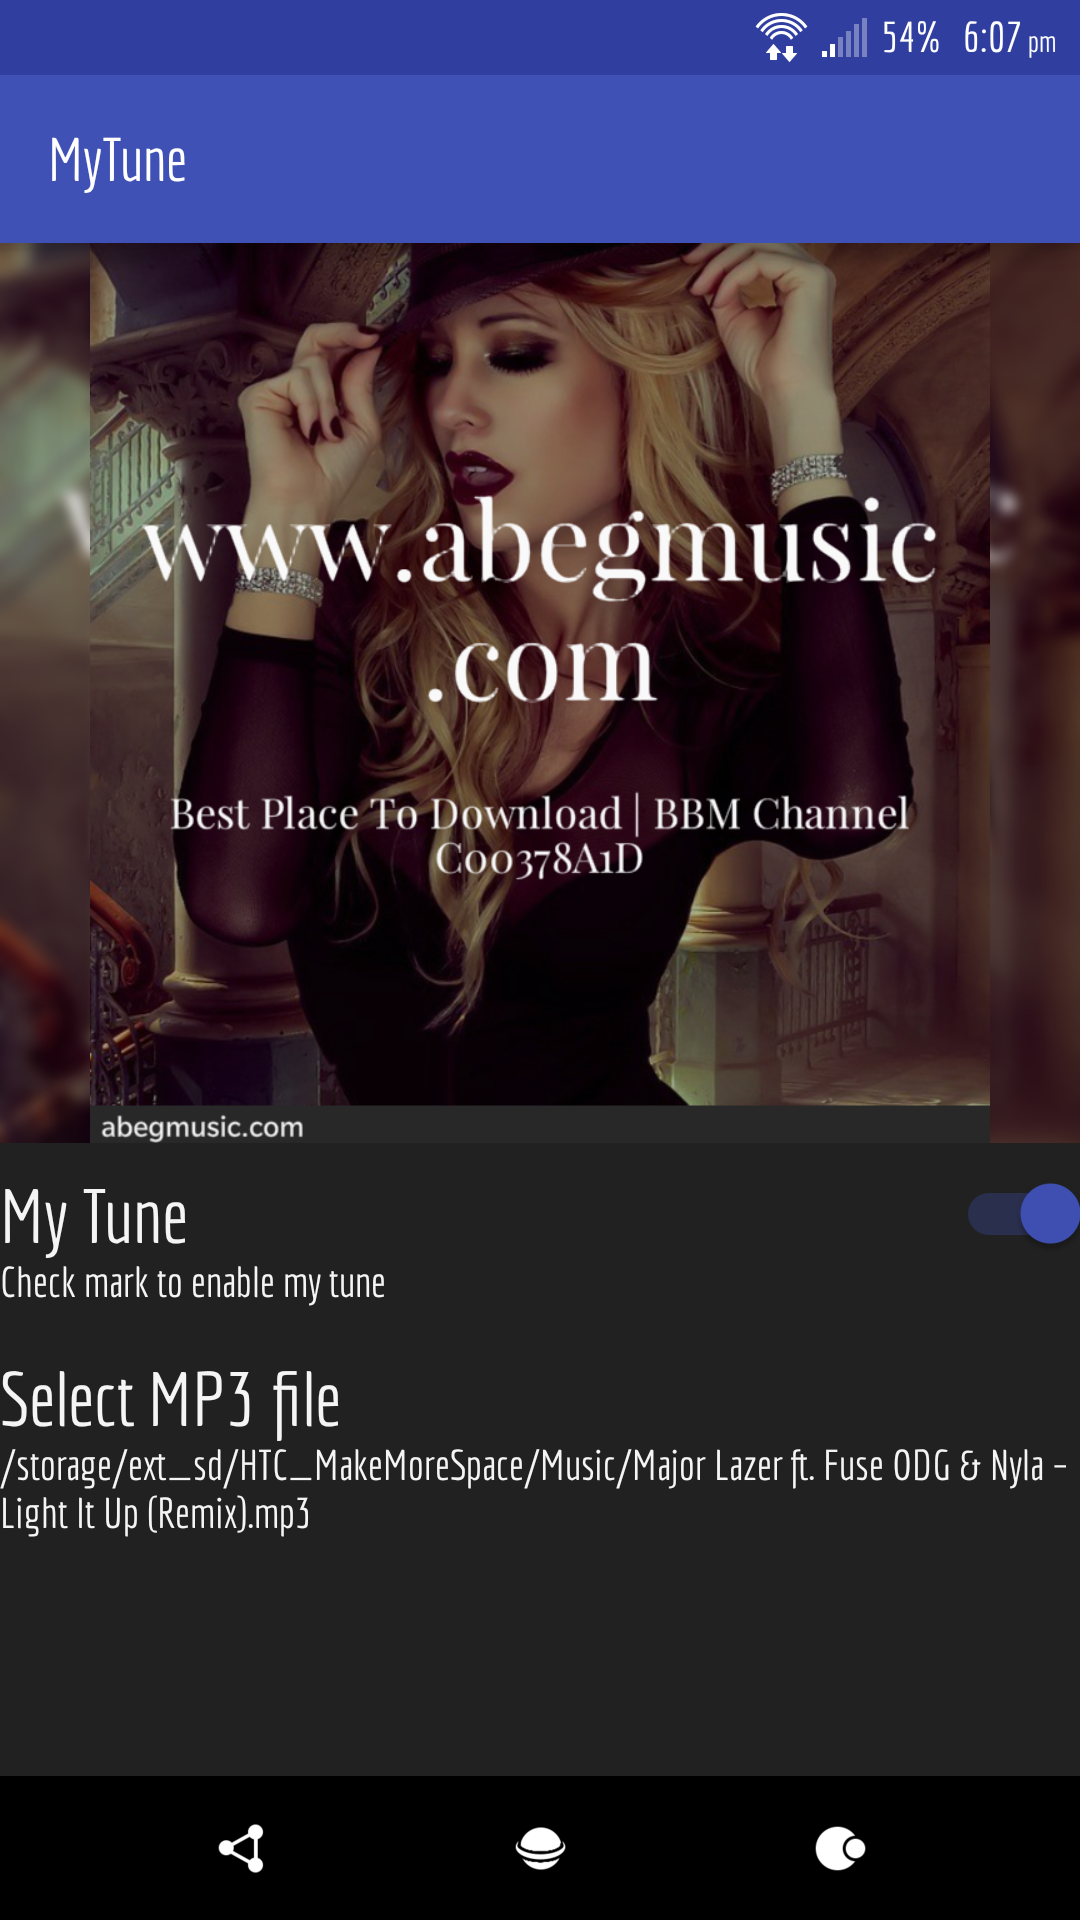 54% 6:07 pm
MyTune
www.abegmusic
.com
Best Place To Download | BBM Channel
C00378A1D
abegmusic.com
My Tune
Check mark to enable my tune
Select MP3 file
/storage/ext_sd/HTC_MakeMoreSpace/Music/Major Lazer ft. Fuse ODG & Nyla –
Light It Up (Remix).mp3